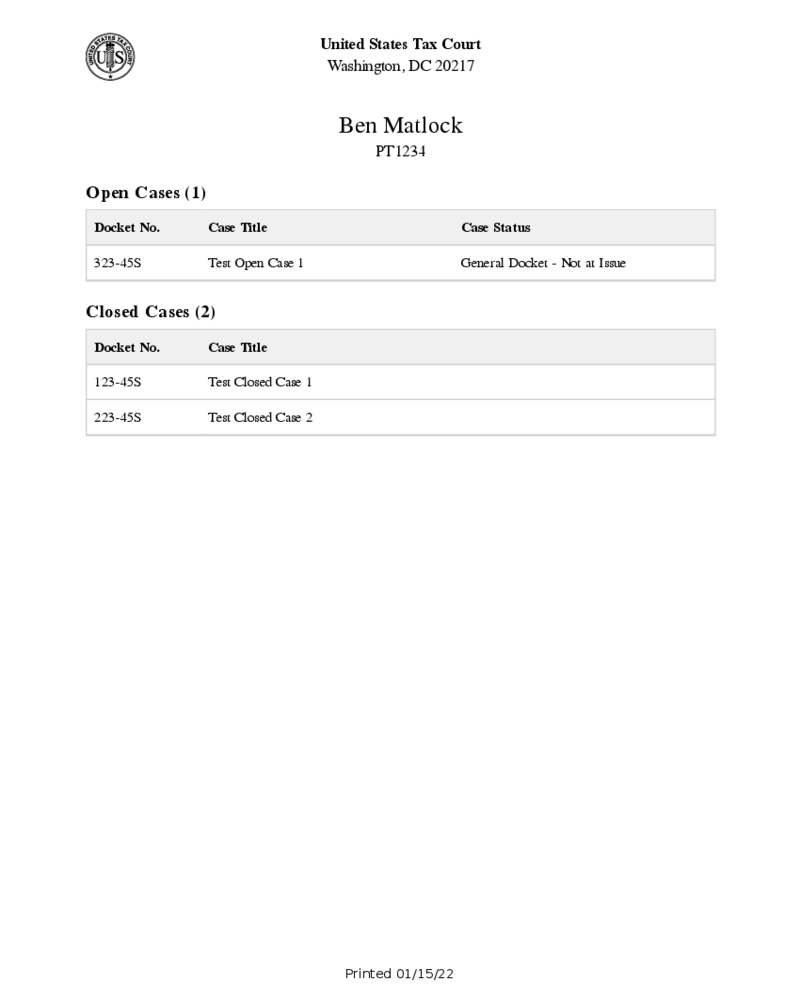 UNITED STATES TAX COURT
US
United States Tax Court
Washington, DC 20217
Ben Matlock
PT1234
Open Cases (1)
Docket No. Case Title Case Status
323-45S Test Open Case 1 General Docket - Not at Issue
Closed Cases (2)
Docket No. Case Title
123-45S Test Closed Case 1
223-45S Test Closed Case 2
Printed 01/15/22